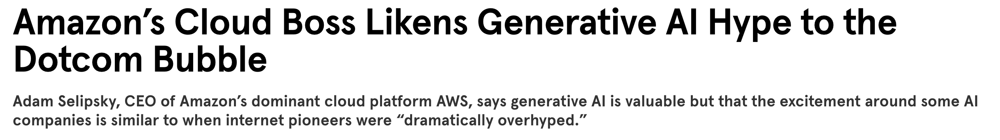 Amazon’s Cloud Boss Likens Generative AI Hype to the
Dotcom Bubble
Adam Selipsky, CEO of Amazon’s dominant cloud platform AWS, says generative AI is valuable but that the excitement around some AI
companies is similar to when internet pioneers were “dramatically overhyped.”